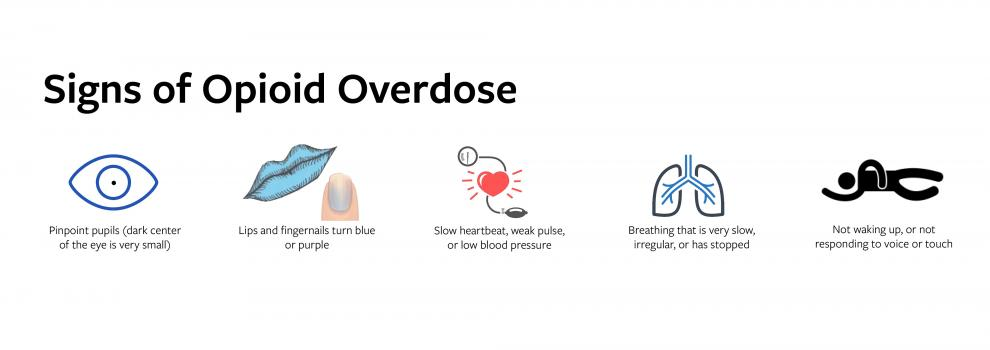 Signs of Opioid Overdose
Pinpoint pupils (dark center
of the eye is very small)
Lips and fingernails turn blue
or purple
Slow heartbeat, weak pulse,
or low blood pressure
Breathing that is very slow,
irregular, or has stopped
Not waking up, or not
responding to voice or touch